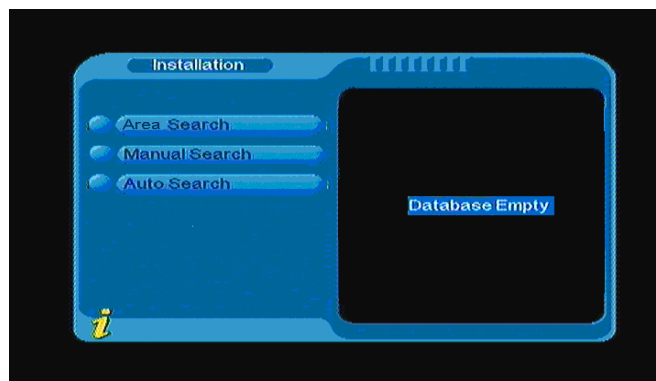 Installation
Area Search
Manual Search
Auto Search
Database Empty
i